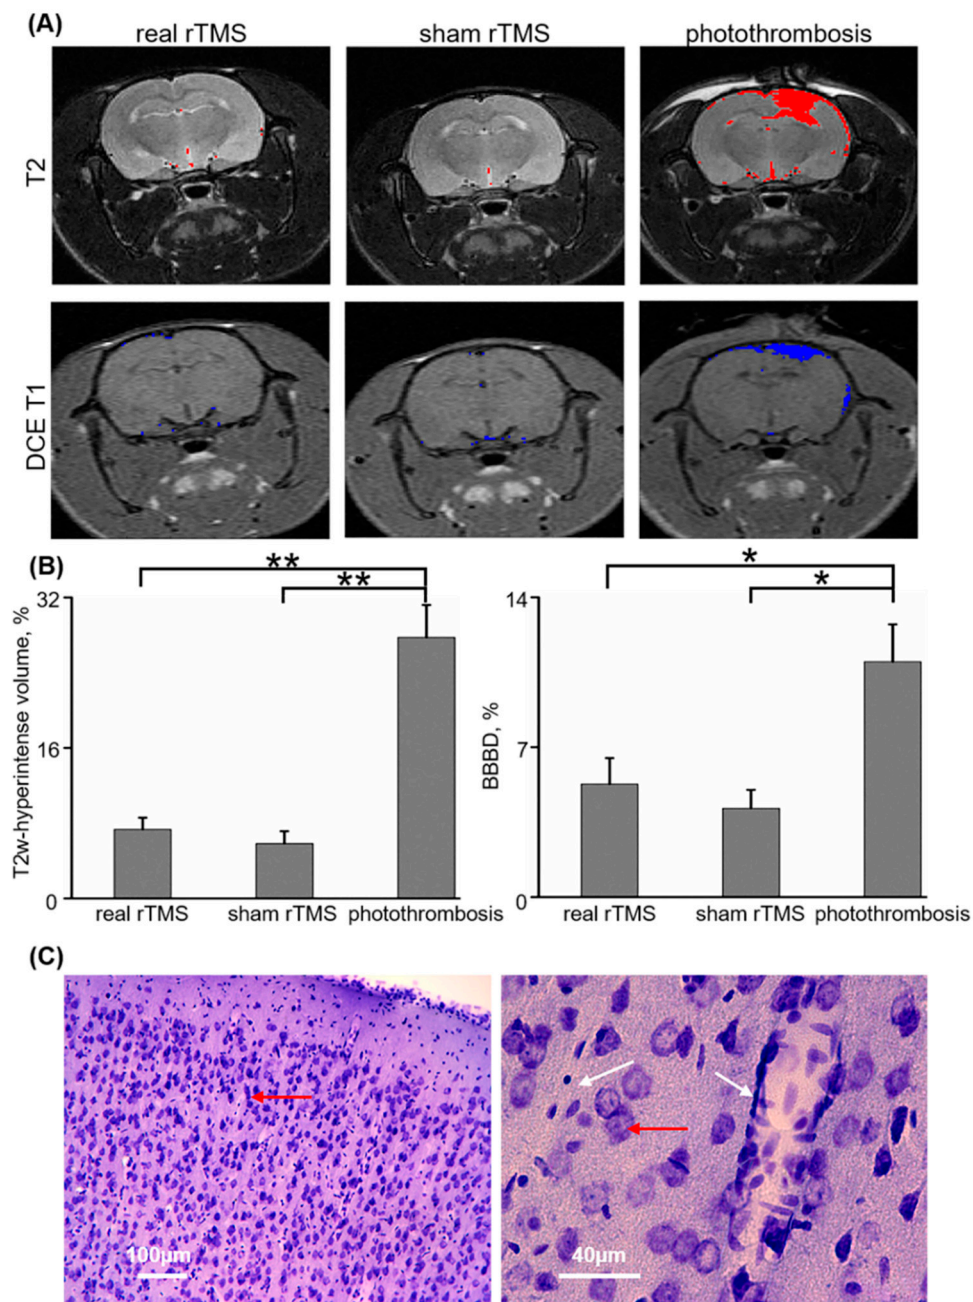 (A)
real rTMS sham rTMS photothrombosis
T2
DCE T1
(B)
** *
** *
T2w-hyperintense volume, %
32
16
0
real rTMS sham rTMS photothrombosis
BBBD, %
14
7
0
real rTMS sham rTMS photothrombosis
(C)
100µm
40µm